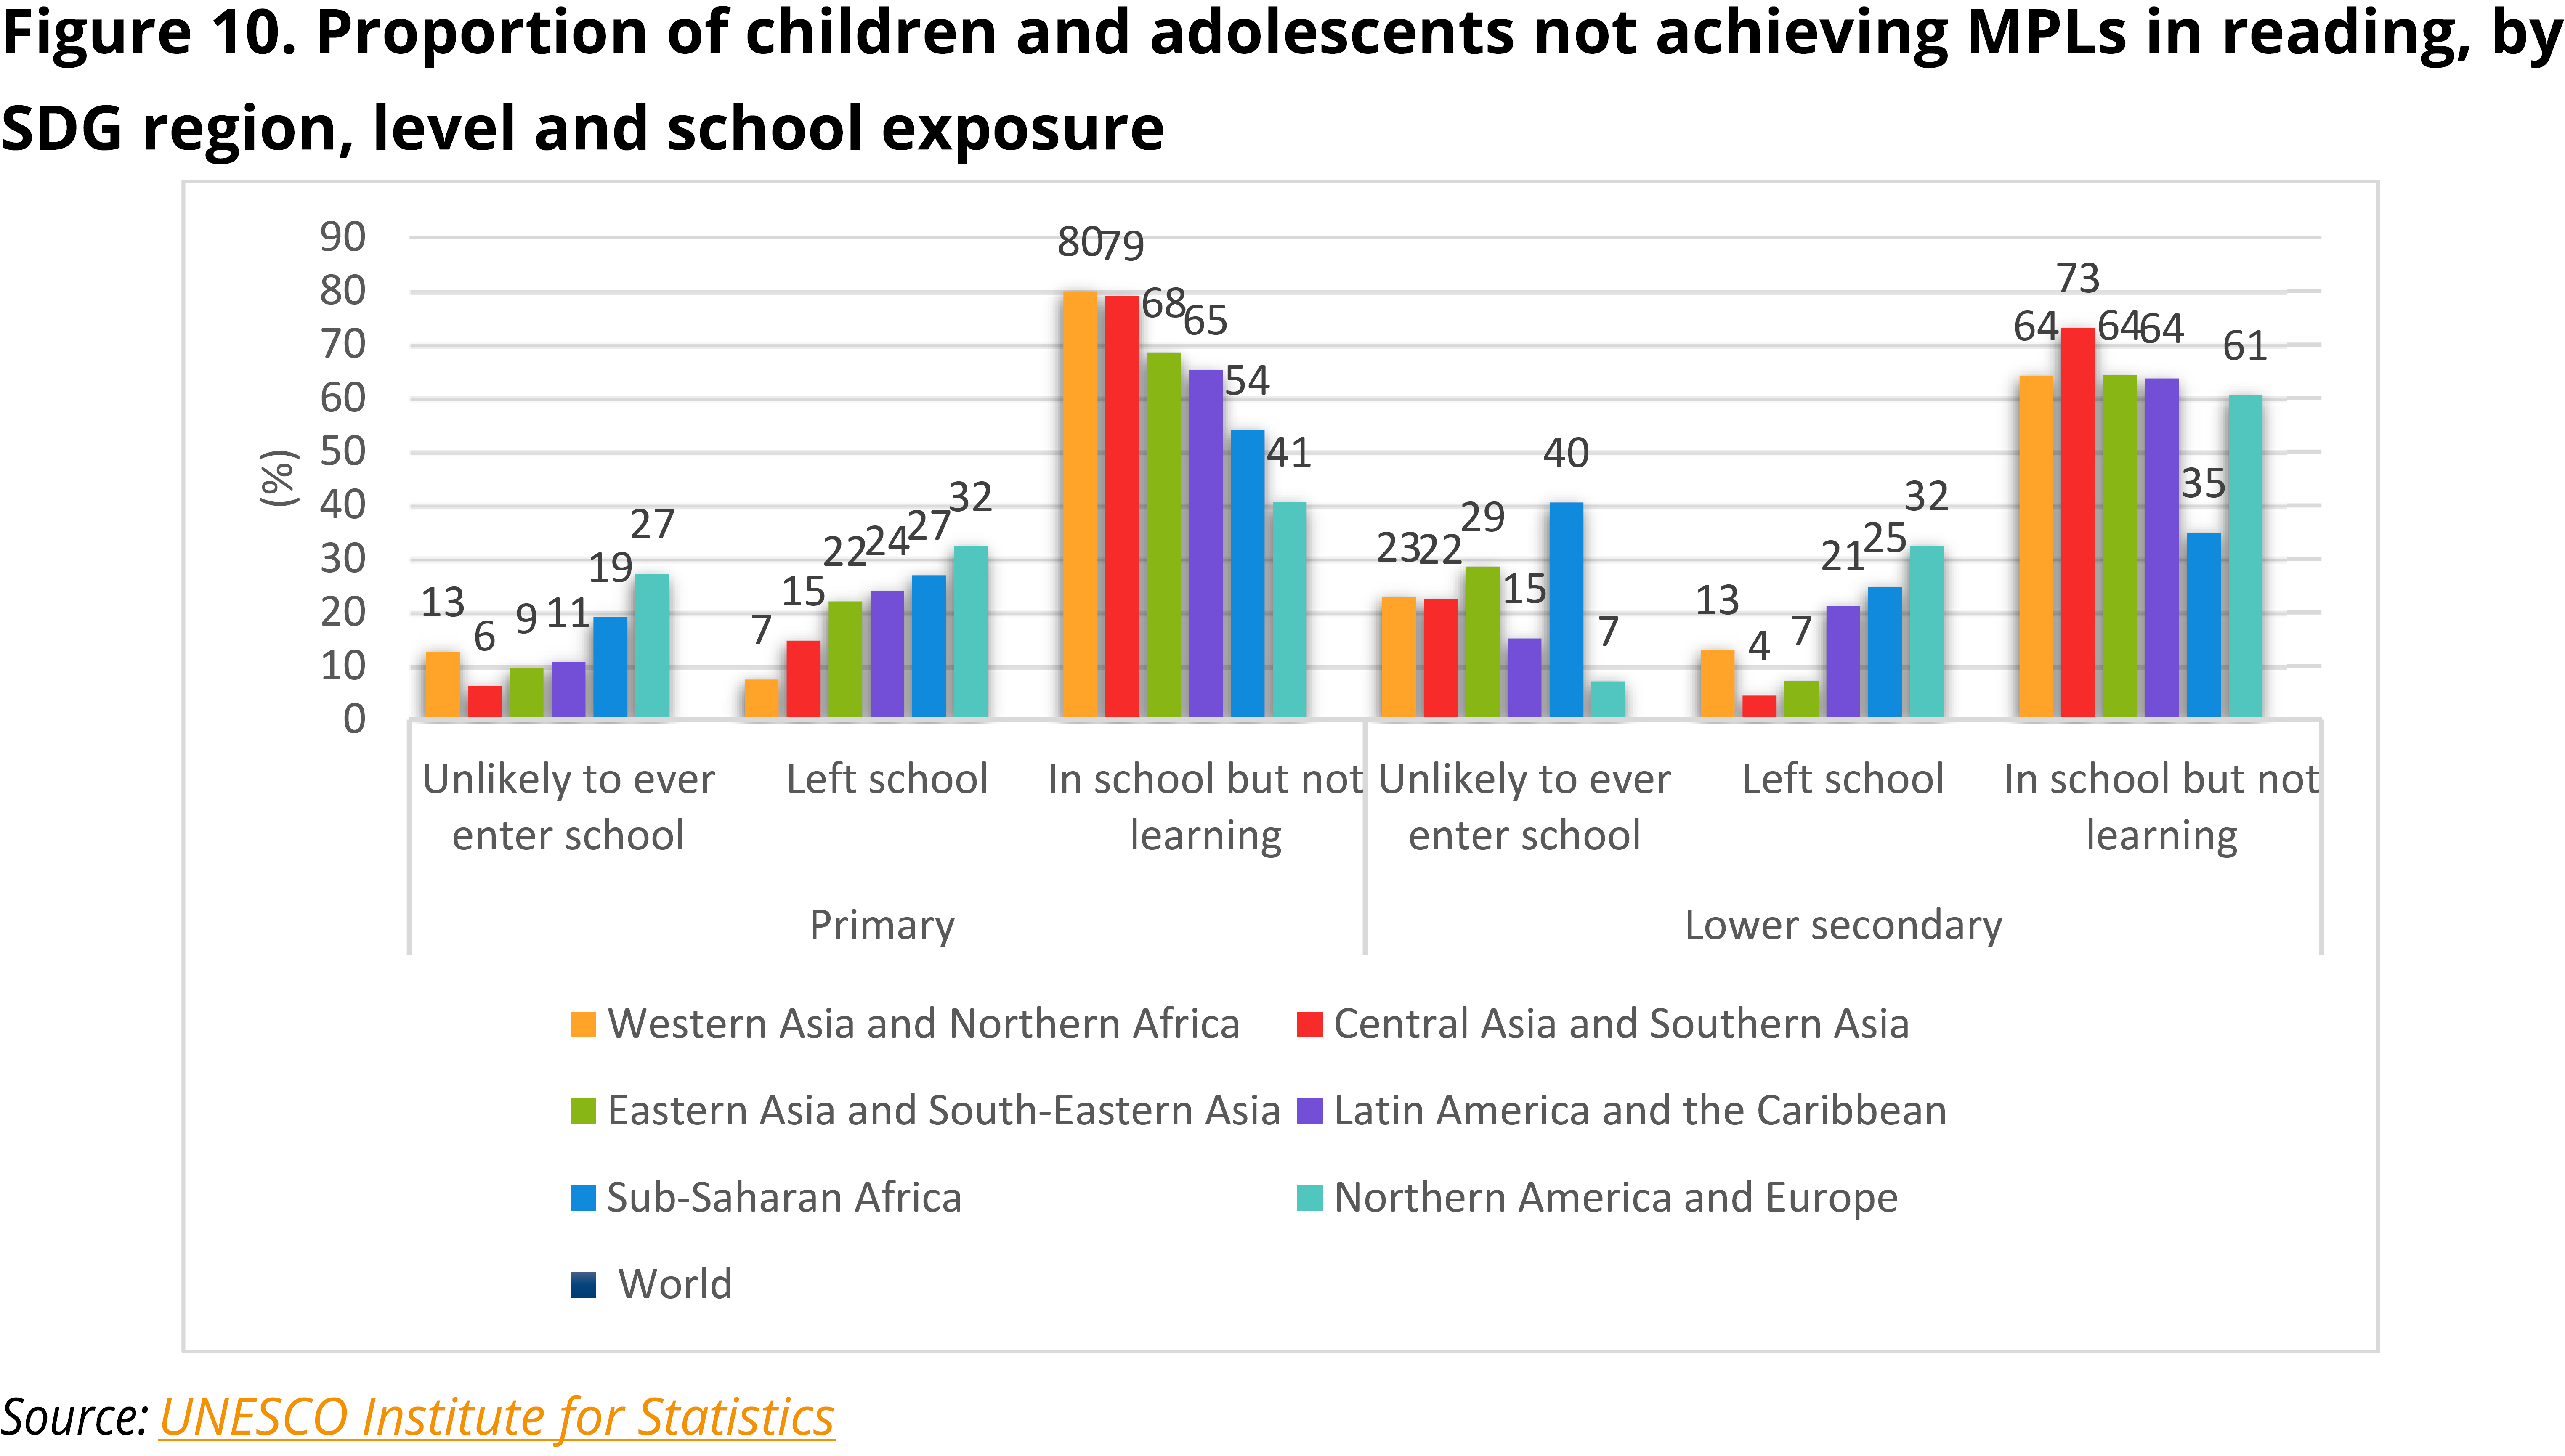 Figure 10. Proportion of children and adolescents not achieving MPLs in reading, by
SDG region, level and school exposure
90
80
70
60
50
40
30
20
10
0
(%)
13
6
9
11
19
27
7
15
22
24
27
32
80
79
68
65
54
41
23
22
29
15
40
7
13
4
7
21
25
32
64
73
64
64
35
61
Unlikely to ever
enter school
Left school
In school but not
learning
Unlikely to ever
enter school
Left school
In school but not
learning
Primary
Lower secondary
Western Asia and Northern Africa
Central Asia and Southern Asia
Eastern Asia and South-Eastern Asia
Latin America and the Caribbean
Sub-Saharan Africa
Northern America and Europe
World
Source: UNESCO Institute for Statistics